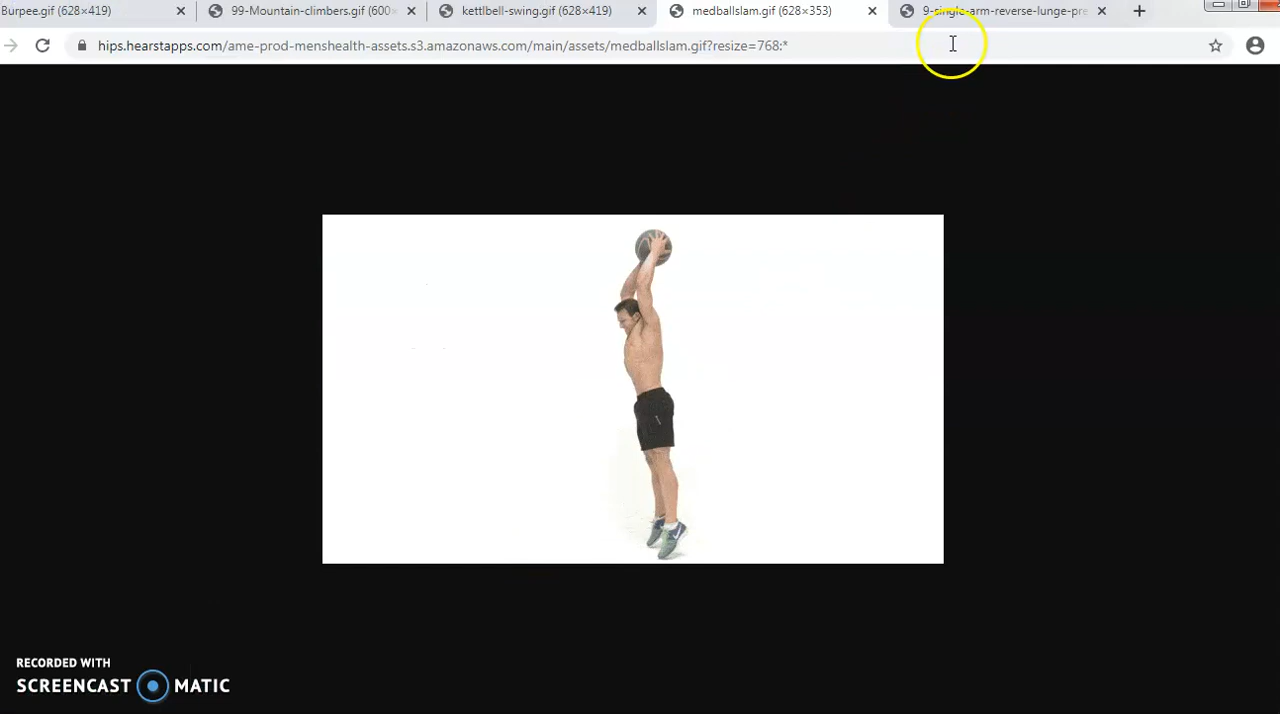 Burpee.gif (628×419)
99-Mountain-climbers.gif (600×
kettlbell-swing.gif (628×419)
medballslam.gif (628×353)
9-single-arm-reverse-lunge-pre
hips.hearstapps.com/ame-prod-menshealth-assets.s3.amazonaws.com/main/assets/medballslam.gif?resize=768:*
RECORDED WITH
SCREENCAST MATIC